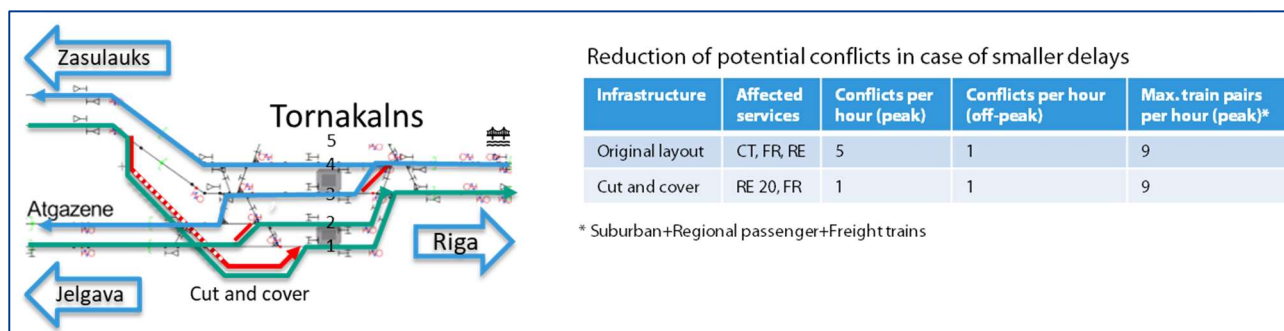 Zasulauks
Tornakalns
5
4
3
2
1
Atgazene
Riga
Jelgava
Cut and cover
Reduction of potential conflicts in case of smaller delays
Infrastructure Affected services Conflicts per hour (peak) Conflicts per hour (off-peak) Max. train pairs per hour (peak)*
Original layout CT, FR, RE 5 1 9
Cut and cover RE 20, FR 1 1 9
* Suburban+Regional passenger+Freight trains